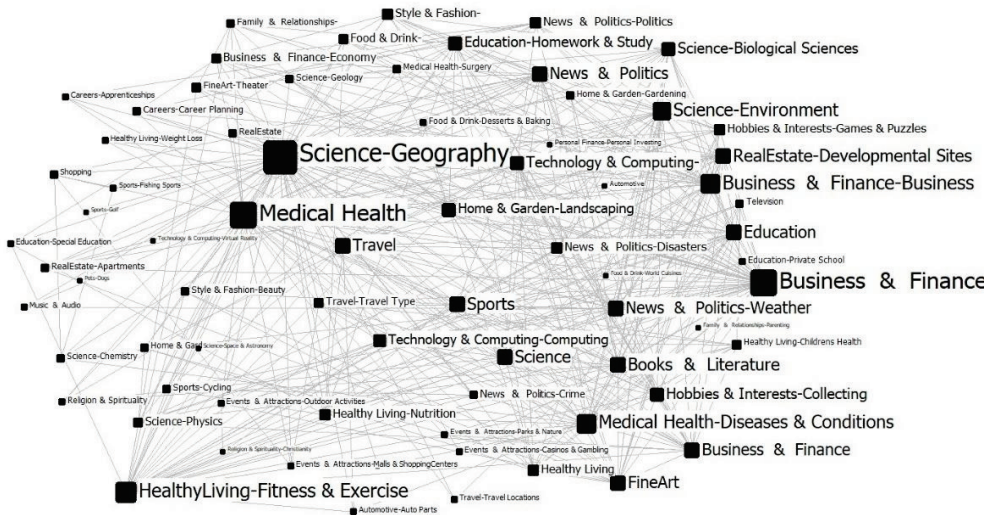 Style & Fashion-
Family & Relationships-
News & Politics-Politics
Food & Drink-
Education-Homework & Study
Science-Biological Sciences
Business & Finance-Economy
Medical Health-Surgery
News & Politics
Science-Geology
FineArt-Theater
Home & Garden-Gardening
Careers-Apprenticeships
Careers-Career Planning
Science-Environment
Food & Drink-Desserts & Baking
Hobbies & Interests-Games & Puzzles
RealEstate
Healthy Living-Weight Loss
Personal Finance-Personal Investing
Science-Geography
RealEstate-Developmental Sites
Technology & Computing-
Shopping
Business & Finance-Business
Automotive
Sports-Fishing Sports
Television
Sports-Golf
Medical Health
Home & Garden-Landscaping
Education
Technology & Computing-Virtual Reality
Education-Special Education
Travel
News & Politics-Disasters
Education-Private School
RealEstate-Apartments
Food & Drink-World Cuisines
Pets-Dogs
Business & Finance
Style & Fashion-Beauty
Travel-Travel Type
Sports
Music & Audio
News & Politics-Weather
Family & Relationships-Parenting
Technology & Computing-Computing
Healthy Living-Childrens Health
Home & Gard
Science-Space & Astronomy
Science-Chemistry
Science
Books & Literature
Sports-Cycling
News & Politics-Crime
Hobbies & Interests-Collecting
Religion & Spirituality
Events & Attractions-Outdoor Activities
Healthy Living-Nutrition
Science-Physics
Medical Health-Diseases & Conditions
Events & Attractions-Parks & Nature
Religion & Spirituality-Christianity
Events & Attractions-Casinos & Gambling
Business & Finance
Events & Attractions-Malls & ShoppingCenters
Healthy Living
FineArt
HealthyLiving-Fitness & Exercise
Travel-Travel Locations
Automotive-Auto Parts